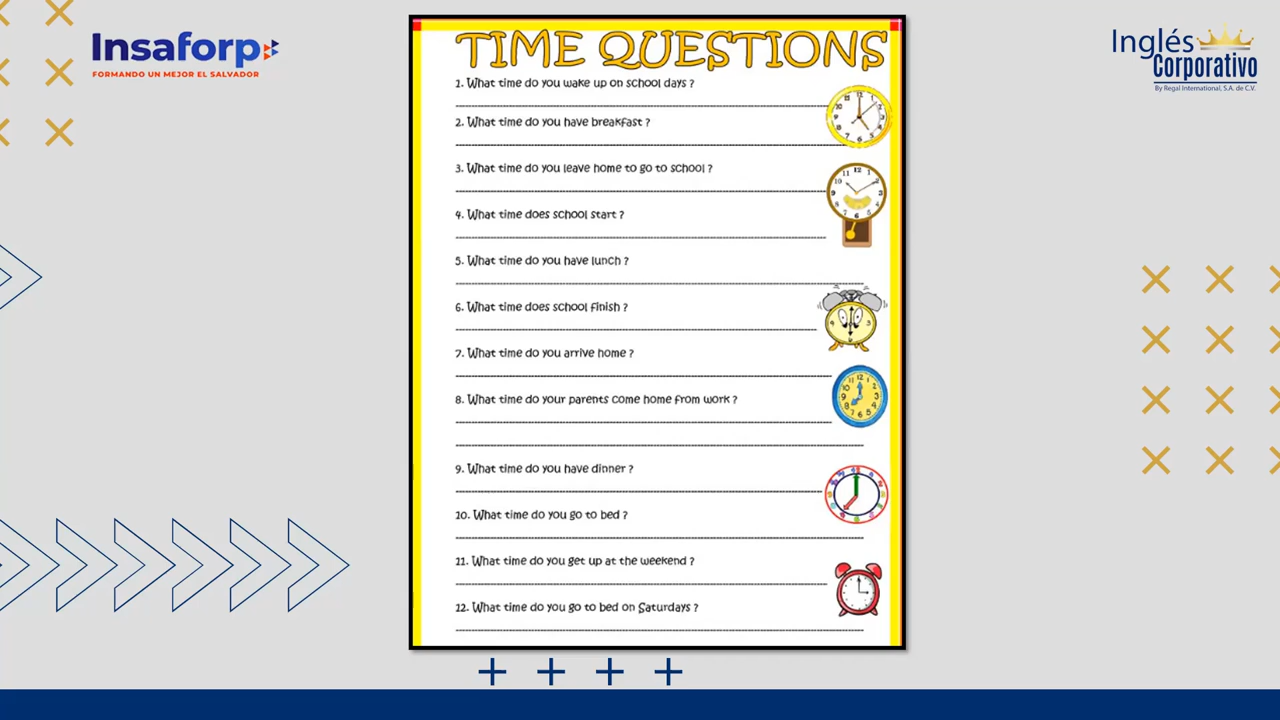 Insaforp
FORMANDO UN MEJOR EL SALVADOR
Inglés
Corporativo
By Regal International, S.A. de C.V.
TIME QUESTIONS
1. What time do you wake up on school days ?
2. What time do you have breakfast ?
3. What time do you leave home to go to school ?
4. What time does school start ?
5. What time do you have lunch ?
6. What time does school finish ?
7. What time do you arrive home ?
8. What time do your parents come home from work ?
9. What time do you have dinner ?
10. What time do you go to bed ?
11. What time do you get up at the weekend ?
12. What time do you go to bed on Saturdays ?